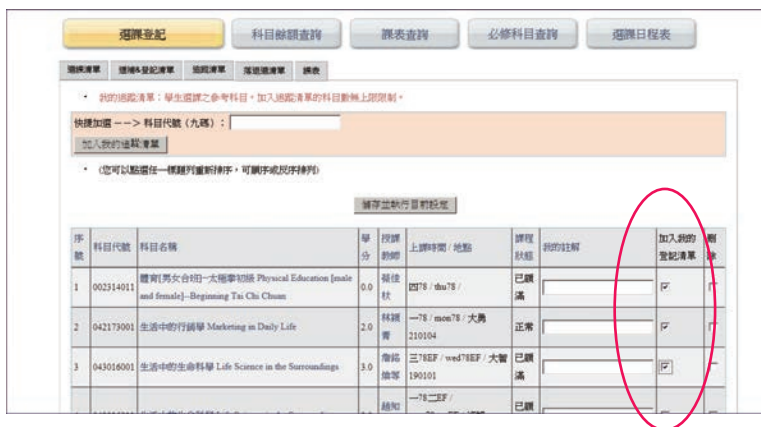 選課登記 科目餘額查詢 課表查詢 必修科目查詢 選課日程表
選課清單 遞補&登記清單 追蹤清單 落退選清單 課表
• 我的追蹤清單：學生選課之參考科目。加入追蹤清單的科目數無上限限制。
快捷加選 ——> 科目代號（九碼）：
加入我的追蹤清單
• (您可以點選任一標題列重新排序，可順序或反序排列)
儲存並執行目前設定
序號 科目代號 科目名稱 學分 授課教師 上課時間 / 地點 課程狀態 我的註解 加入我的登記清單 刪除
1 002314011 體育[男女合班]--太極拳初級 Physical Education [male and female]--Beginning Tai Chi Chuan 0.0 四78 / thu78 / 已額滿
2 042173001 生活中的行銷學 Marketing in Daily Life 2.0 一78 / mon78 / 大勇 210104 正常
3 043016001 生活中的生命科學 Life Science in the Surroundings 3.0 三78EF / wed78EF / 大智 190101 已額滿
一78二EF / 已額